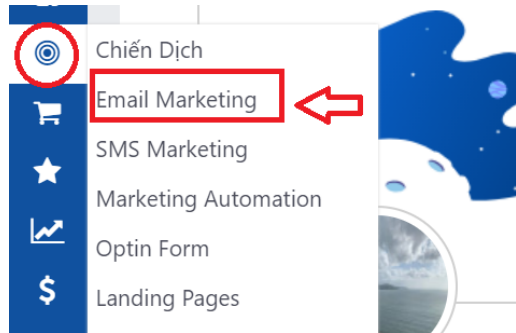 Chiến Dịch
Email Marketing
SMS Marketing
Marketing Automation
Optin Form
Landing Pages